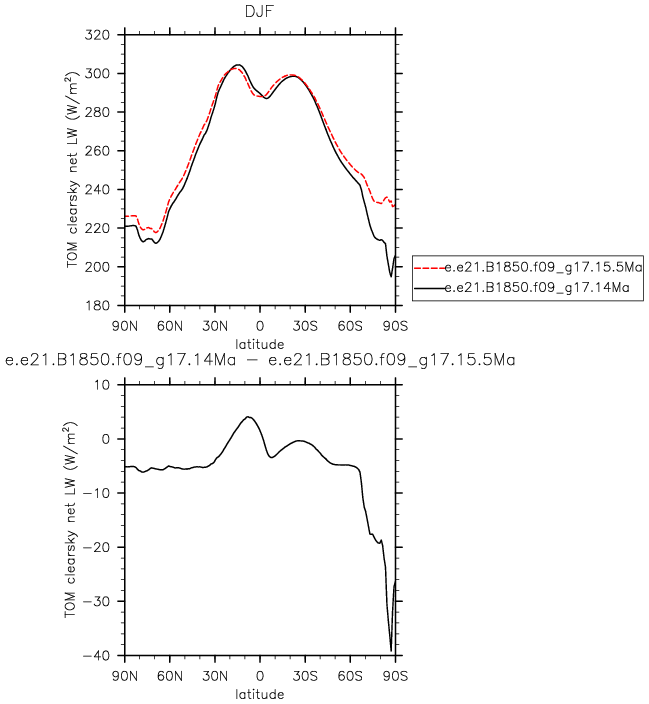 DJF
320
300
280
260
240
220
200
180
TOM clearsky net LW (W/m²)
90N 60N 30N 0 30S 60S 90S
latitude
e.e21.B1850.f09_g17.15.5Ma
e.e21.B1850.f09_g17.14Ma
e.e21.B1850.f09_g17.14Ma − e.e21.B1850.f09_g17.15.5Ma
10
0
−10
−20
−30
−40
TOM clearsky net LW (W/m²)
90N 60N 30N 0 30S 60S 90S
latitude